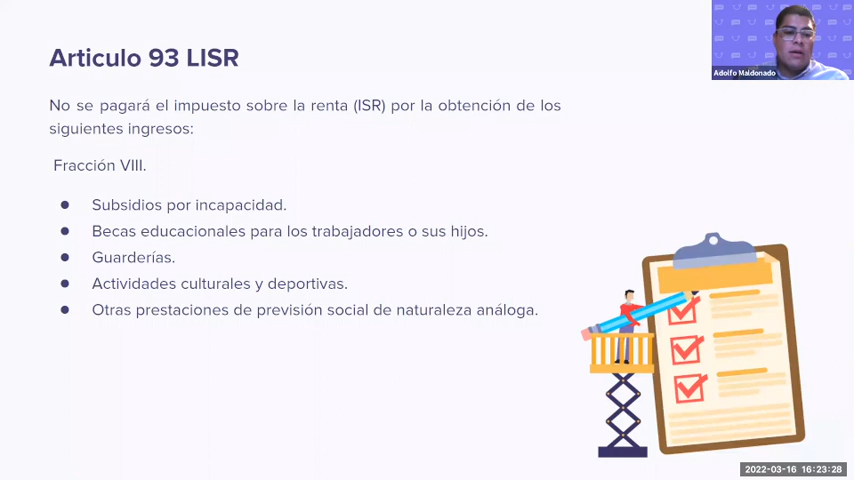 Articulo 93 LISR
No se pagará el impuesto sobre la renta (ISR) por la obtención de los
siguientes ingresos:
Fracción VIII.
● Subsidios por incapacidad.
● Becas educacionales para los trabajadores o sus hijos.
● Guarderías.
● Actividades culturales y deportivas.
● Otras prestaciones de previsión social de naturaleza análoga.
Adolfo Maldonado
2022-03-16 16:23:28